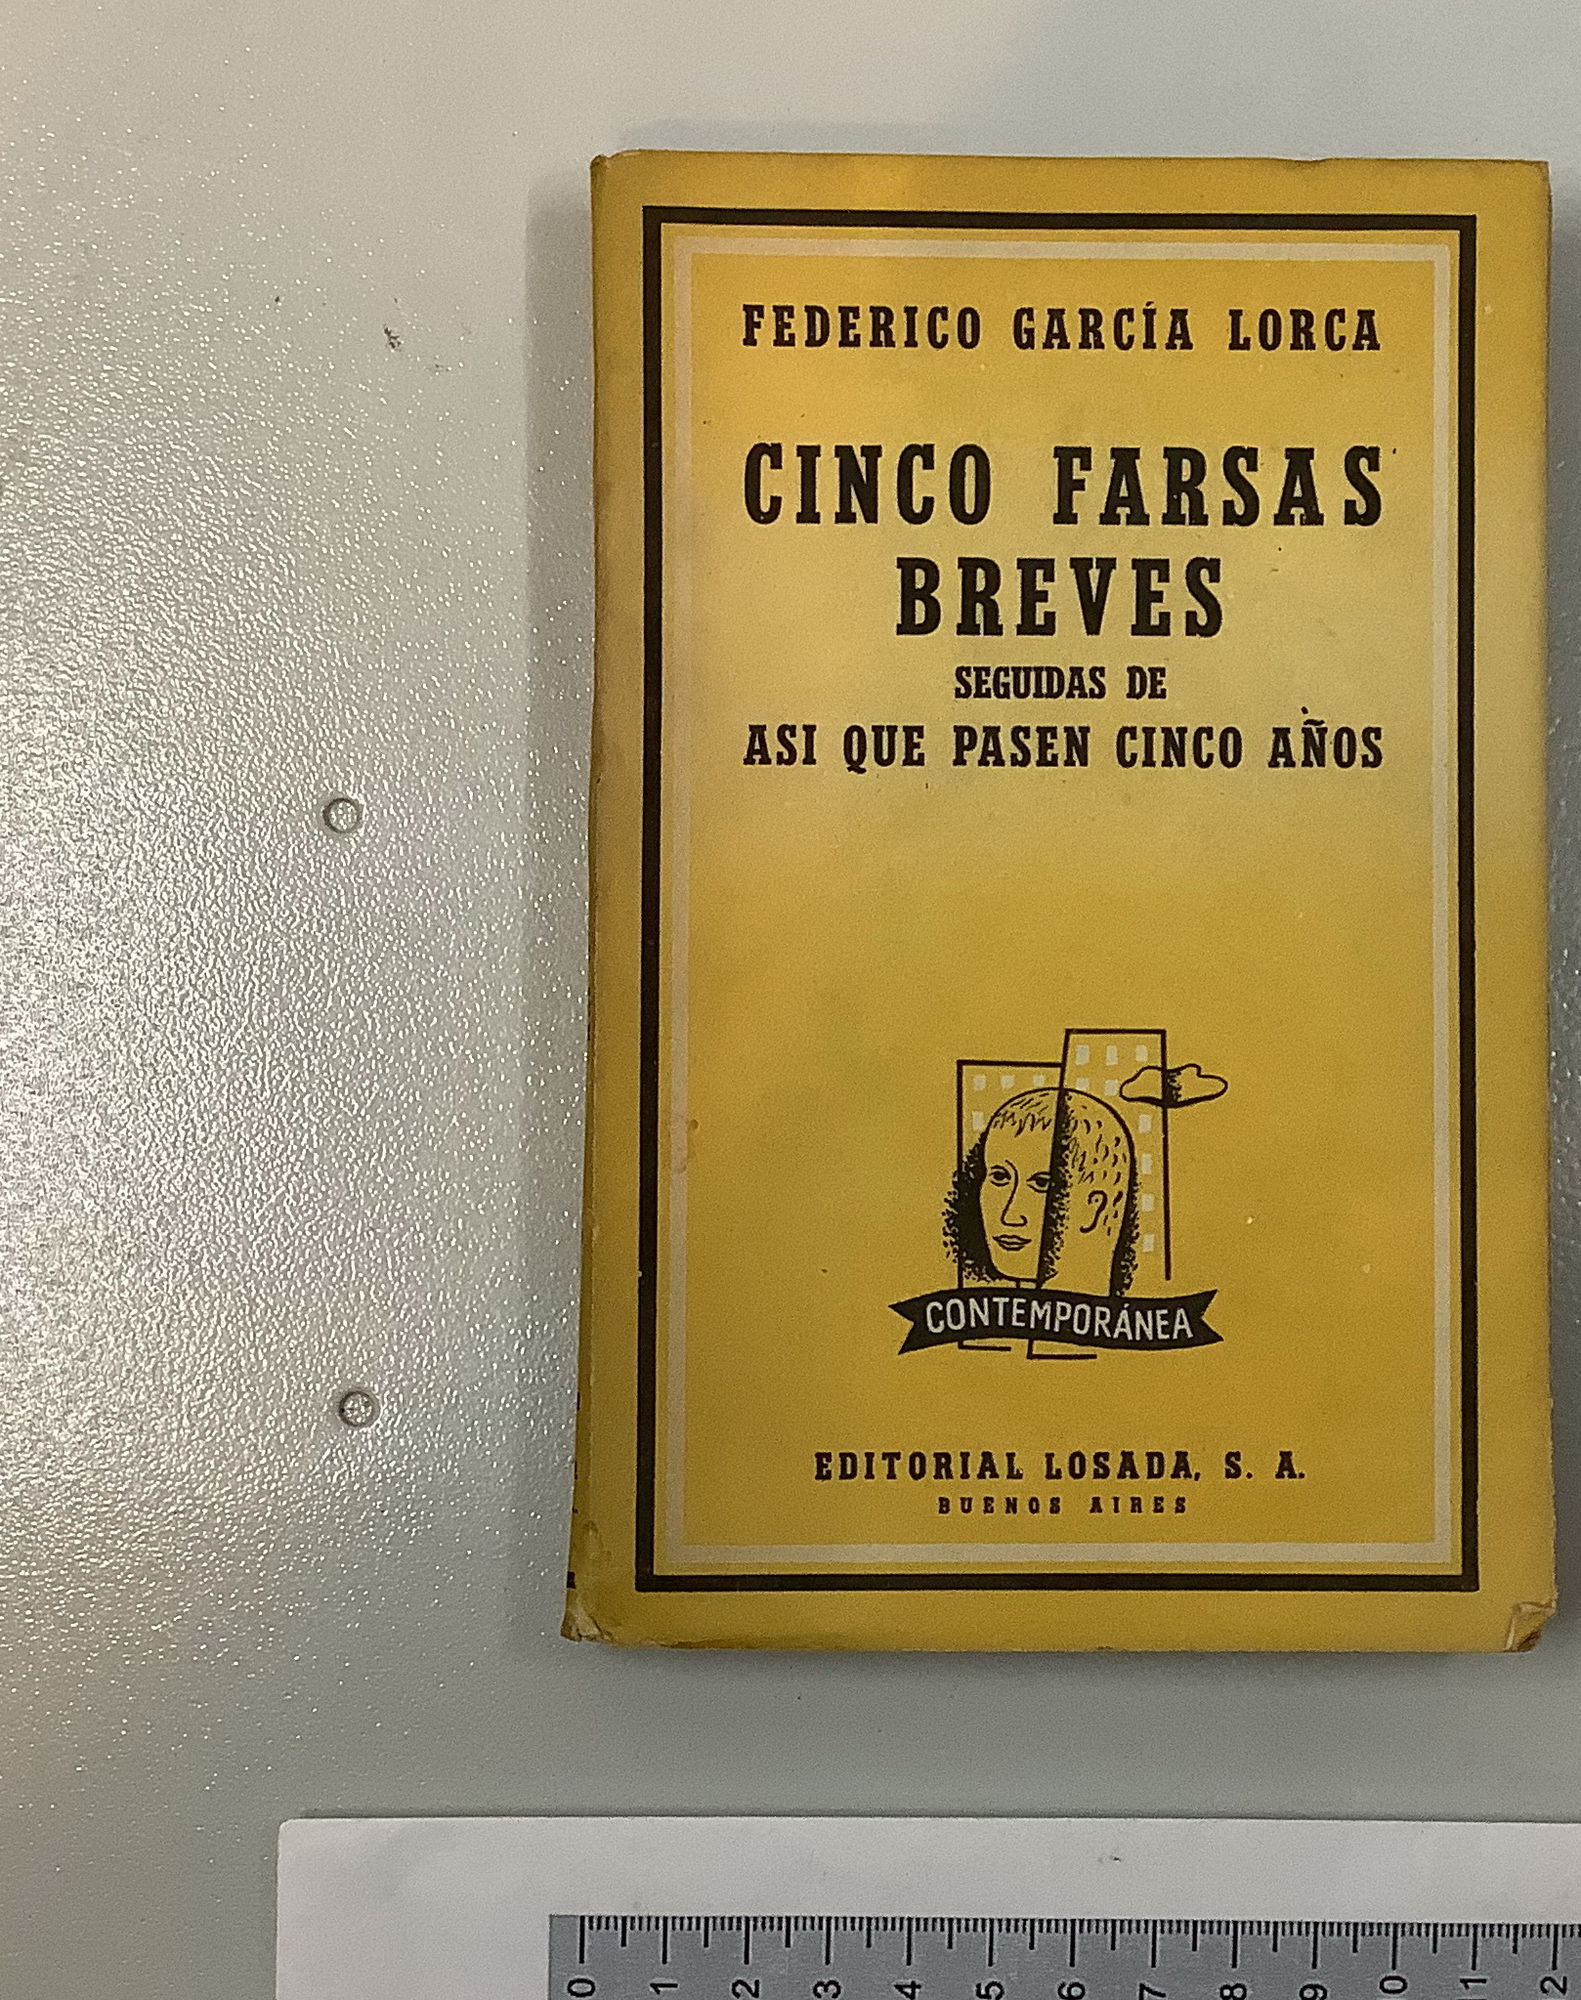 FEDERICO GARCÍA LORCA
CINCO FARSAS
BREVES
SEGUIDAS DE
ASI QUE PASEN CINCO AÑOS
CONTEMPORÁNEA
EDITORIAL LOSADA, S. A.
BUENOS AIRES
0 1 2 3 4 5 6 7 8 9 0 11 2